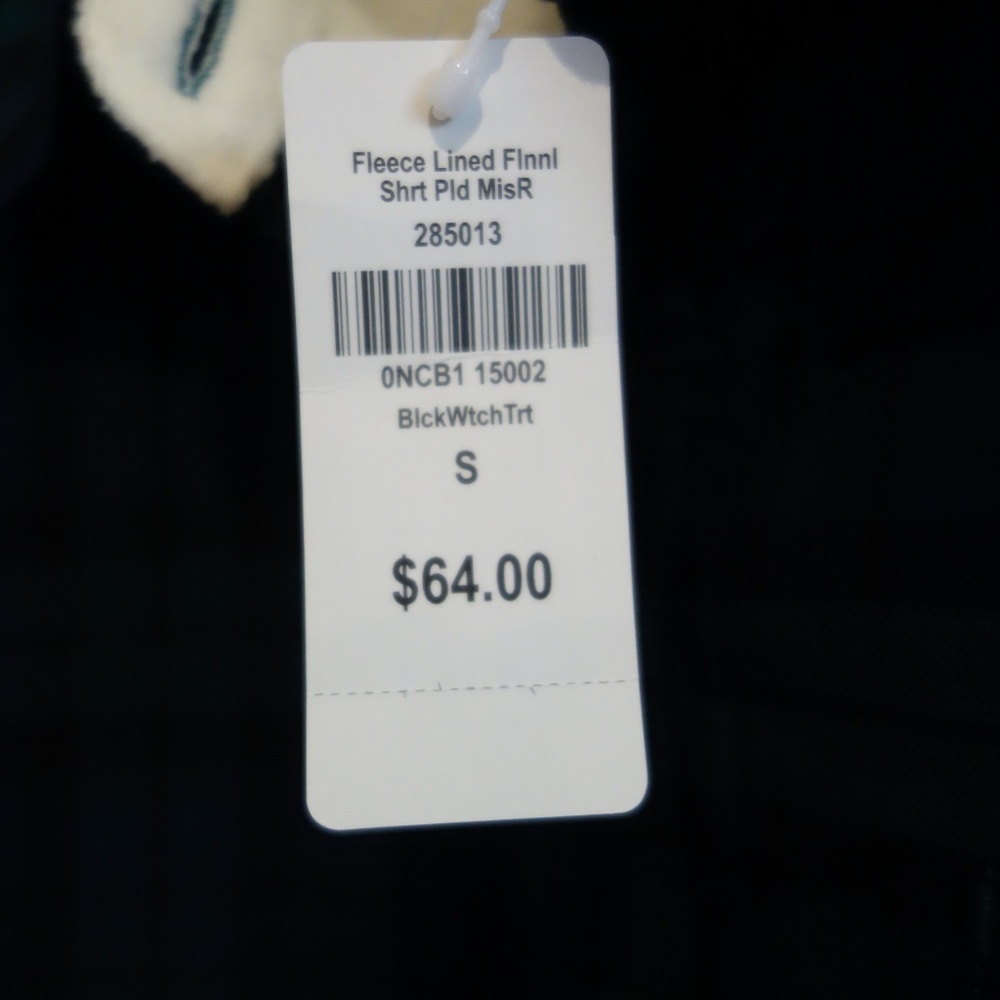 Fleece Lined Flnnl
Shrt Pld MisR
285013
0NCB1 15002
BlckWtchTrt
S
$64.00